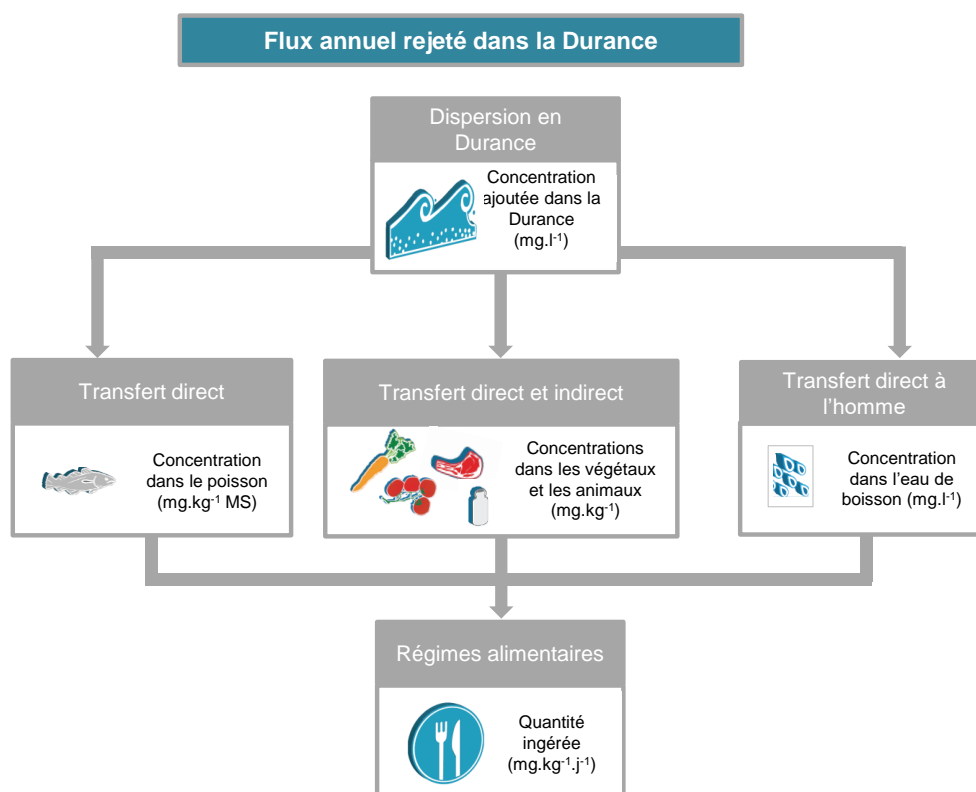 Flux annuel rejeté dans la Durance
Dispersion en
Durance
Concentration
ajoutée dans la
Durance
(mg.l⁻¹)
Transfert direct
Concentration
dans le poisson
(mg.kg⁻¹ MS)
Transfert direct et indirect
Concentrations
dans les végétaux
et les animaux
(mg.kg⁻¹)
Transfert direct à
l’homme
Concentration
dans l’eau de
boisson (mg.l⁻¹)
Régimes alimentaires
Quantité
ingérée
(mg.kg⁻¹.j⁻¹)